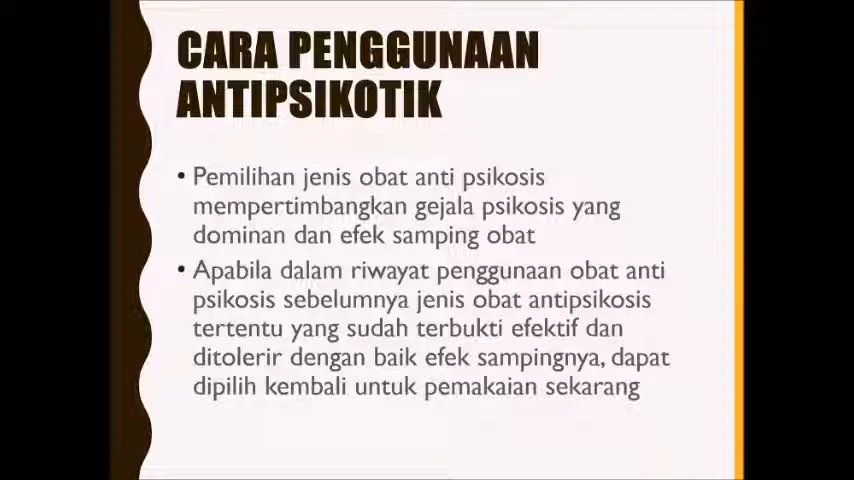 CARA PENGGUNAAN
ANTIPSIKOTIK
• Pemilihan jenis obat anti psikosis
mempertimbangkan gejala psikosis yang
dominan dan efek samping obat
• Apabila dalam riwayat penggunaan obat anti
psikosis sebelumnya jenis obat antipsikosis
tertentu yang sudah terbukti efektif dan
ditolerir dengan baik efek sampingnya, dapat
dipilih kembali untuk pemakaian sekarang